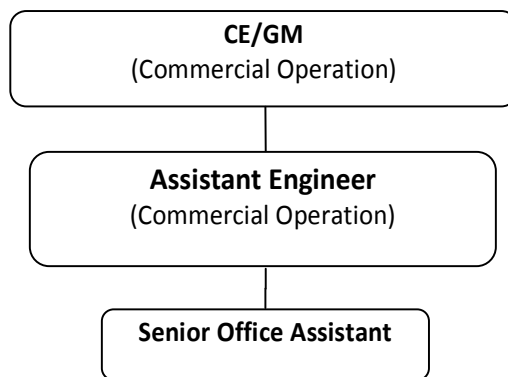 CE/GM
(Commercial Operation)
Assistant Engineer
(Commercial Operation)
Senior Office Assistant